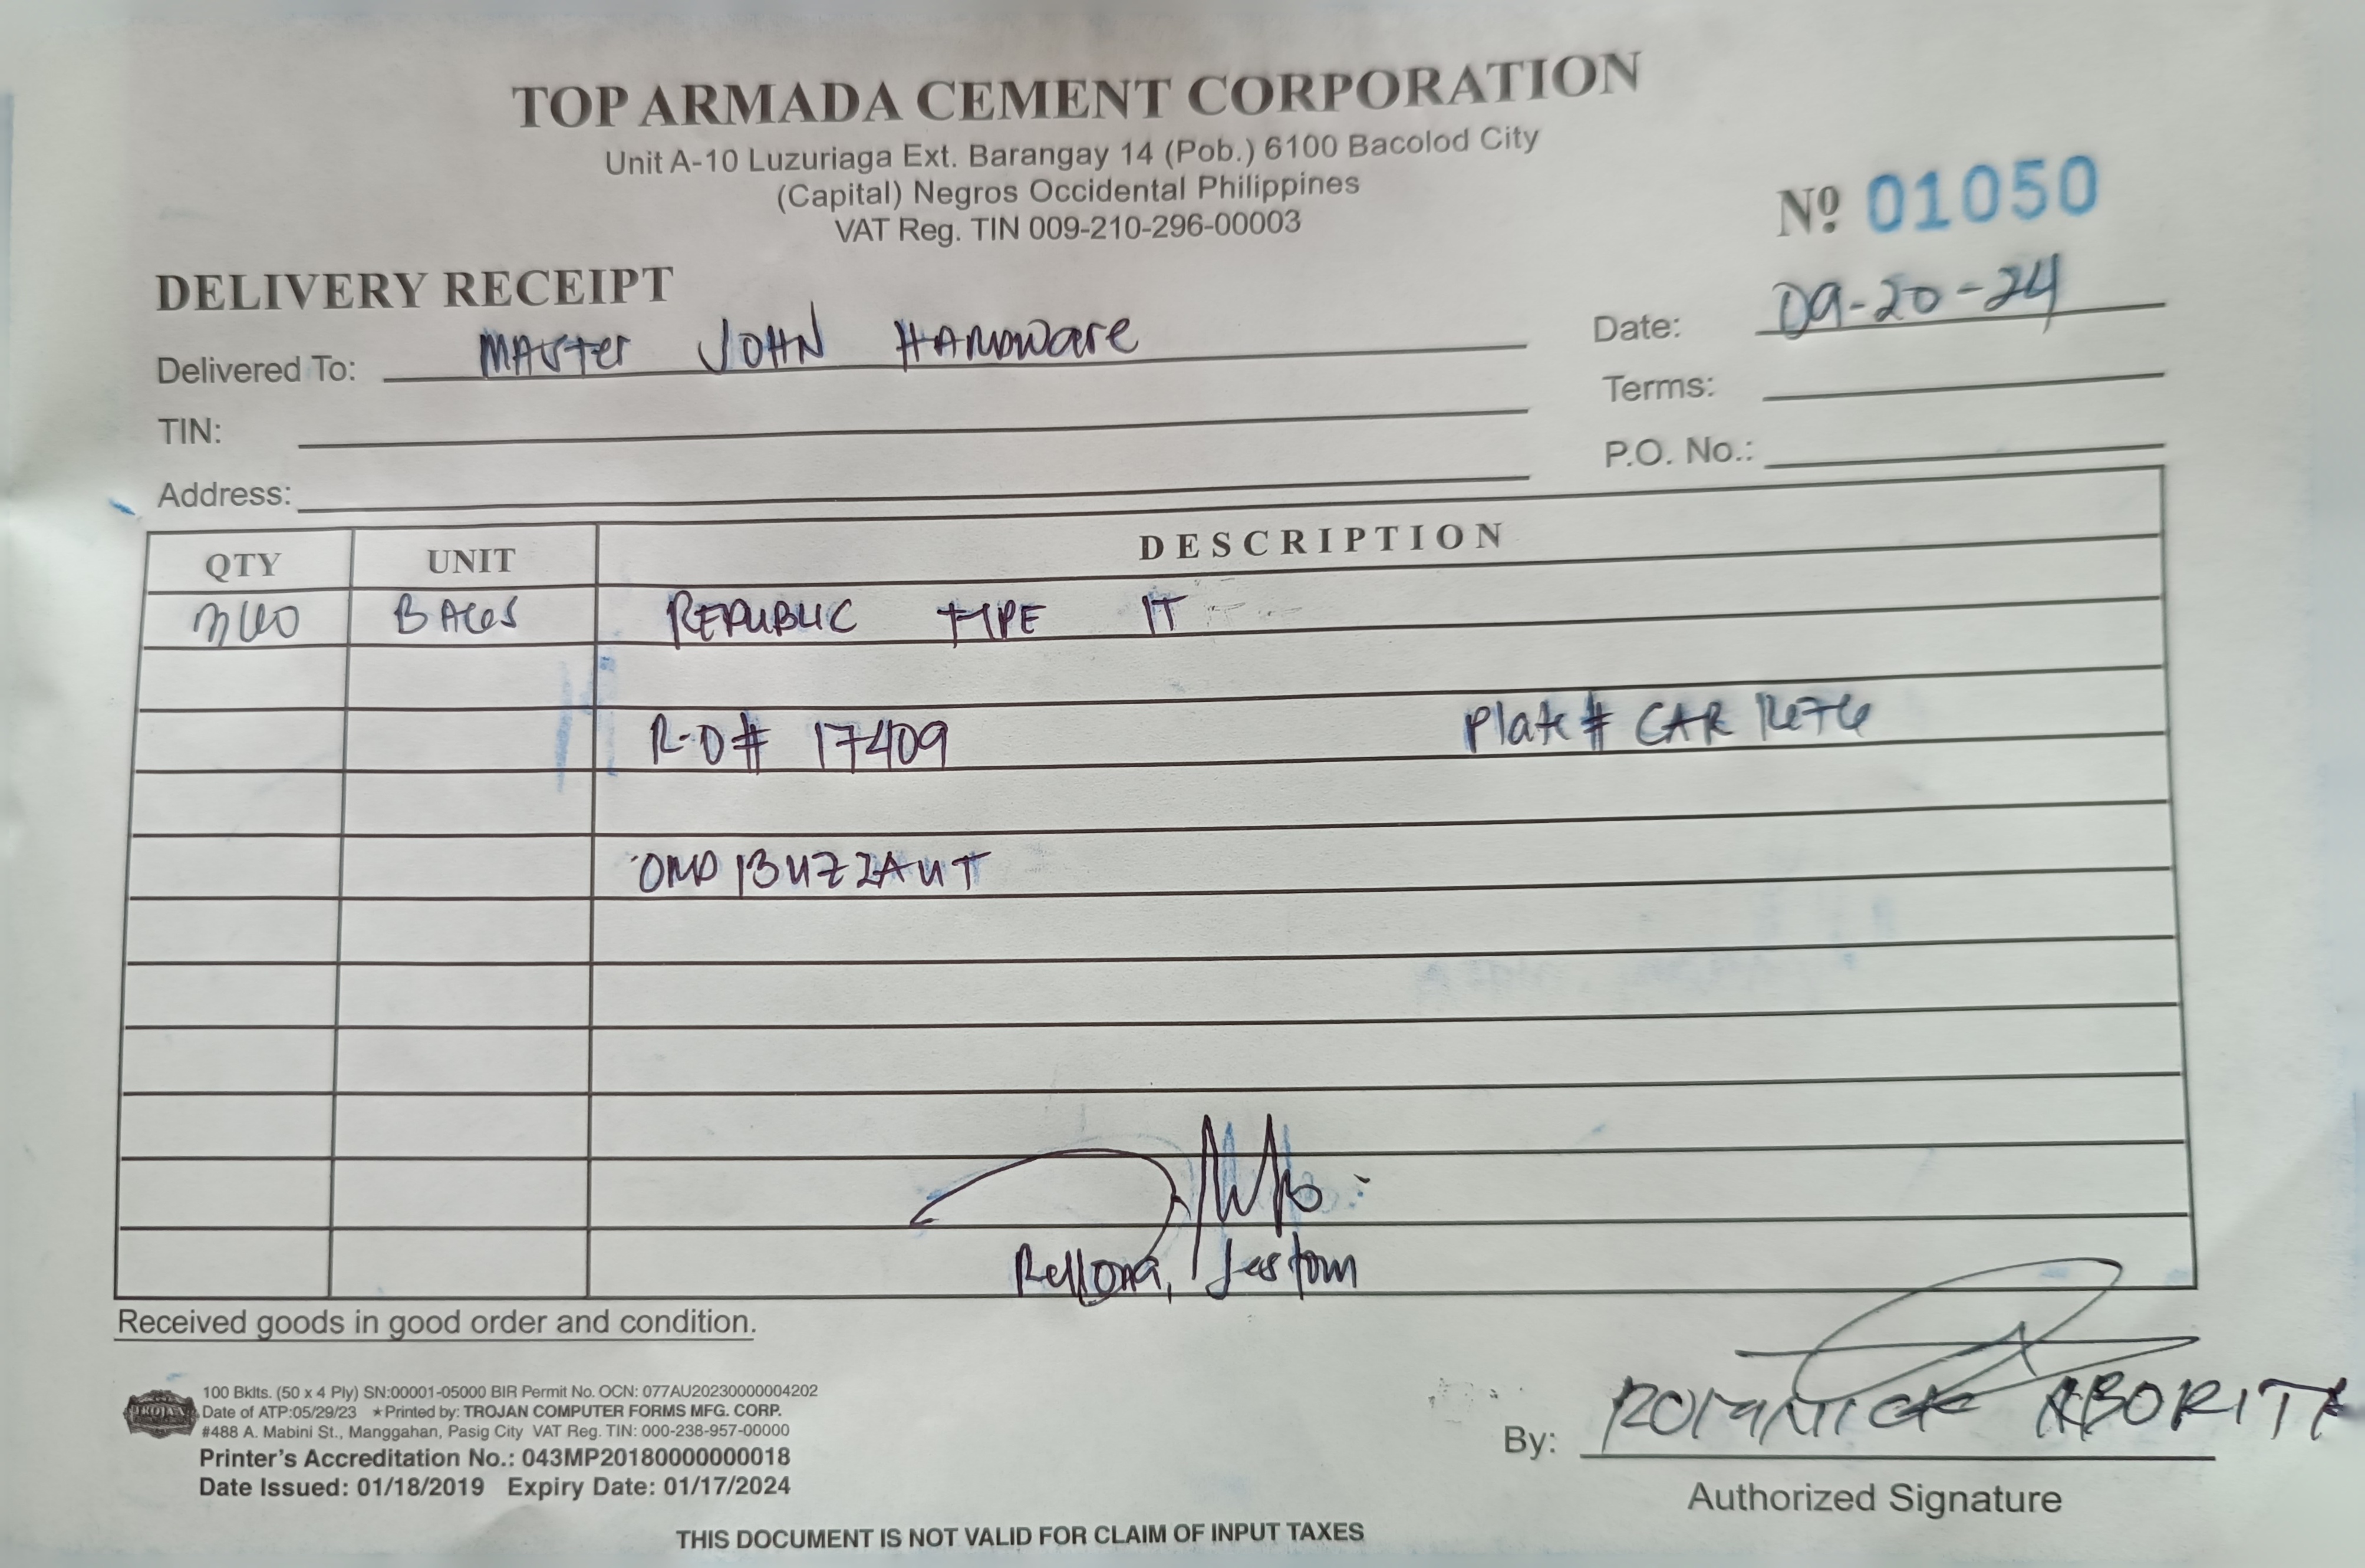 TOP ARMADA CEMENT CORPORATION
Unit A-10 Luzuriaga Ext. Barangay 14 (Pob.) 6100 Bacolod City
(Capital) Negros Occidental Philippines
VAT Reg. TIN 009-210-296-00003
Nº 01050
DELIVERY RECEIPT
Delivered To: Master John Hardware
Date: 09-20-24
TIN:
Terms:
Address:
P.O. No.:
QTY UNIT DESCRIPTION
BAGS REPUBLIC TYPE 1T
R-O# 17409 Plate # CAR
Rellona, Jestom
Received goods in good order and condition.
TROJAN
100 Bklts. (50 x 4 Ply) SN:00001-05000 BIR Permit No. OCN: 077AU20230000004202
Date of ATP:05/29/23 ★Printed by: TROJAN COMPUTER FORMS MFG. CORP.
#488 A. Mabini St., Manggahan, Pasig City VAT Reg. TIN: 000-238-957-00000
Printer's Accreditation No.: 043MP20180000000018
Date Issued: 01/18/2019 Expiry Date: 01/17/2024
By: ROMNICK ABORITA
Authorized Signature
THIS DOCUMENT IS NOT VALID FOR CLAIM OF INPUT TAXES